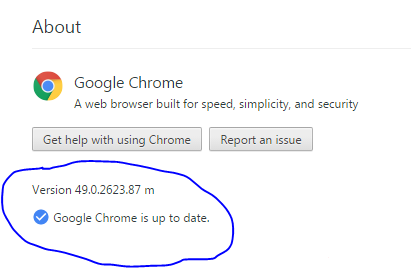 About
Google Chrome
A web browser built for speed, simplicity, and security
Get help with using Chrome Report an issue
Version 49.0.2623.87 m
Google Chrome is up to date.